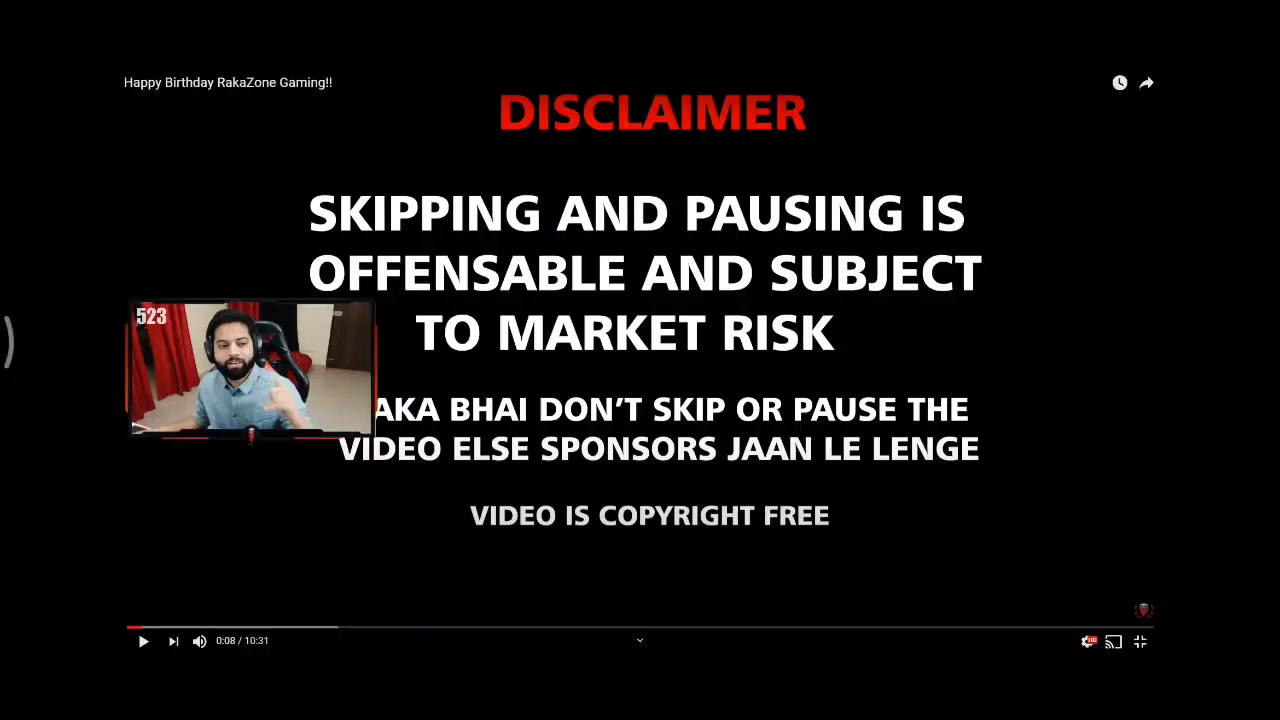 Happy Birthday RakaZone Gaming!!
DISCLAIMER
SKIPPING AND PAUSING IS
OFFENSABLE AND SUBJECT
TO MARKET RISK
523
AKA BHAI DON'T SKIP OR PAUSE THE
VIDEO ELSE SPONSORS JAAN LE LENGE
VIDEO IS COPYRIGHT FREE
0:08 / 10:31
HD